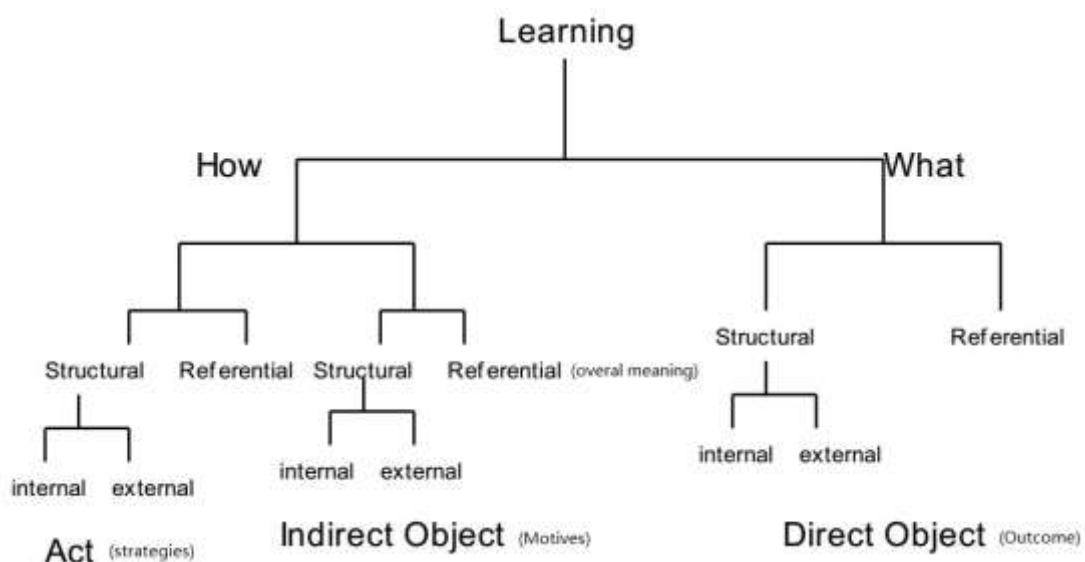 Learning
How
What
Structural
Referential
Structural
Referential (overal meaning)
Structural
Referential
internal
external
internal
external
internal
external
Act (strategies)
Indirect Object (Motives)
Direct Object (Outcome)